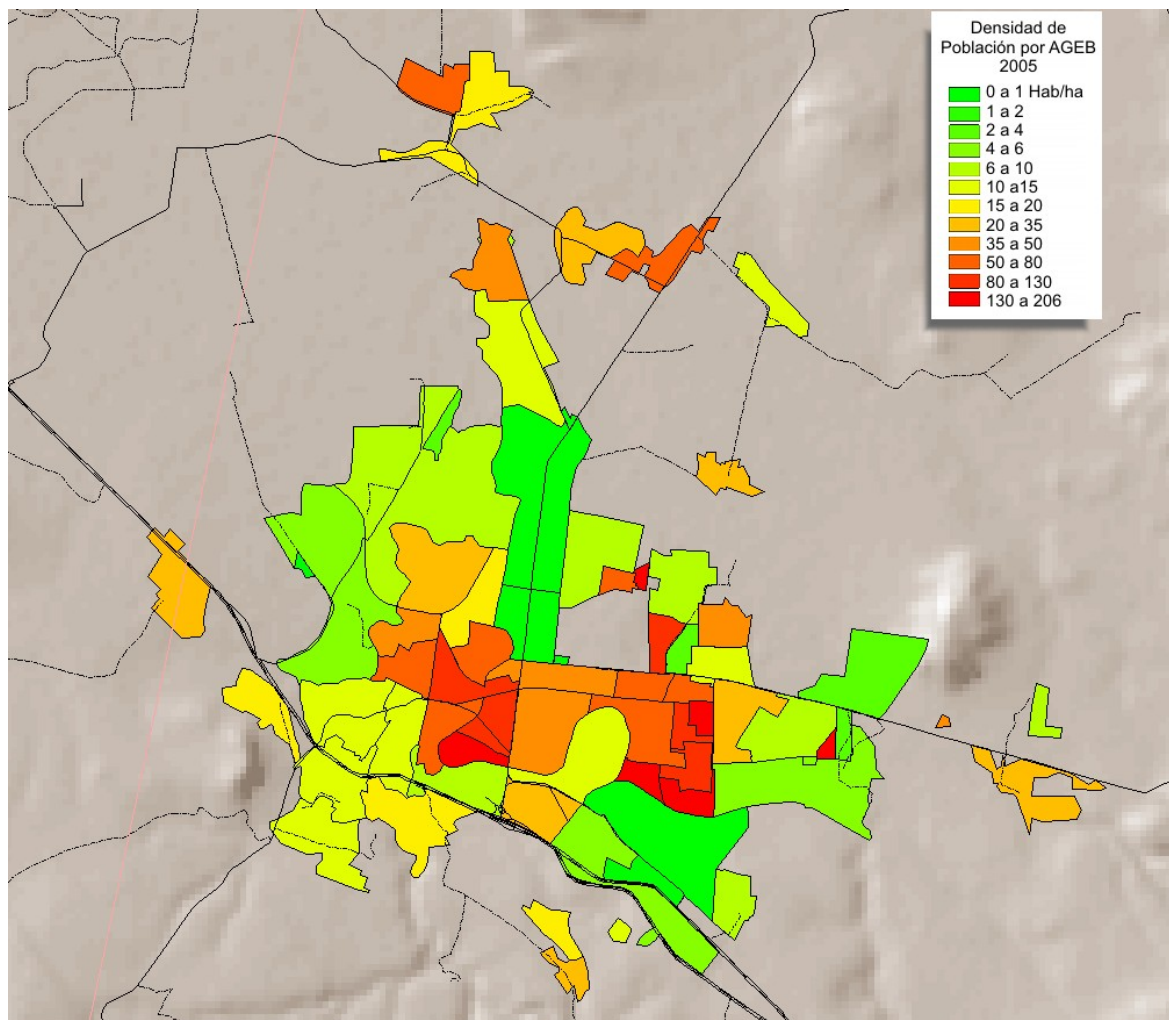 Densidad de
Población por AGEB
2005
0 a 1 Hab/ha
1 a 2
2 a 4
4 a 6
6 a 10
10 a15
15 a 20
20 a 35
35 a 50
50 a 80
80 a 130
130 a 206